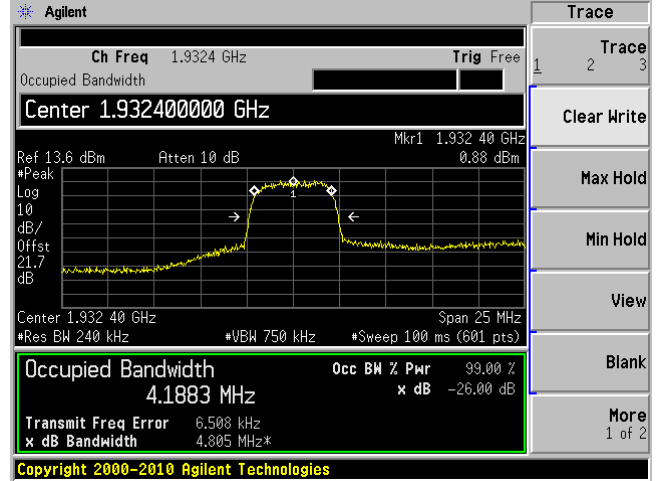 Agilent
Trace
Ch Freq 1.9324 GHz Trig Free
Occupied Bandwidth
Center 1.932400000 GHz
Mkr1 1.932 40 GHz
Ref 13.6 dBm Atten 10 dB 0.88 dBm
#Peak
Log
10
dB/
Offst
21.7
dB
1
Center 1.932 40 GHz Span 25 MHz
#Res BW 240 kHz #VBW 750 kHz #Sweep 100 ms (601 pts)
Occupied Bandwidth Occ BW % Pwr 99.00 %
4.1883 MHz x dB -26.00 dB
Transmit Freq Error 6.508 kHz
x dB Bandwidth 4.805 MHz*
Copyright 2000-2010 Agilent Technologies
Trace
1 2 3
Clear Write
Max Hold
Min Hold
View
Blank
More
1 of 2